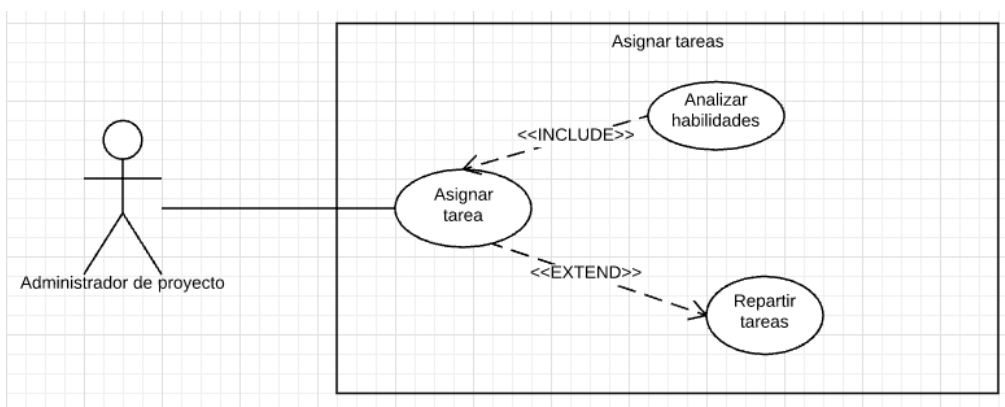 Asignar tareas
Analizar
habilidades
<<INCLUDE>>
Asignar
tarea
<<EXTEND>>
Administrador de proyecto
Repartir
tareas